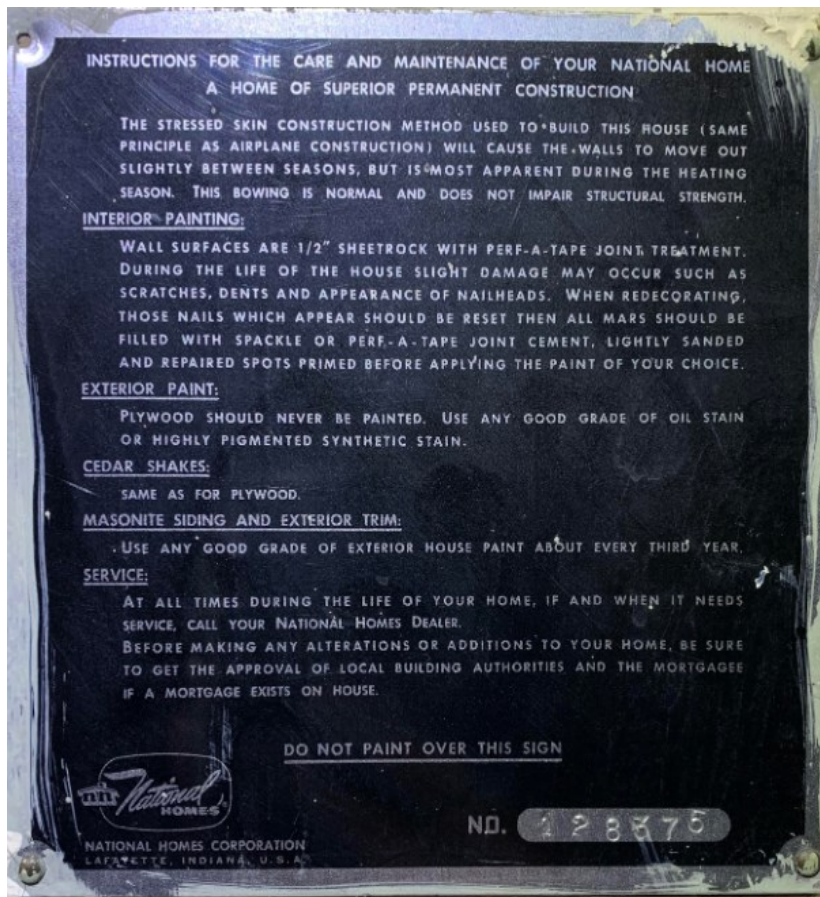 INSTRUCTIONS FOR THE CARE AND MAINTENANCE OF YOUR NATIONAL HOME
A HOME OF SUPERIOR PERMANENT CONSTRUCTION
THE STRESSED SKIN CONSTRUCTION METHOD USED TO BUILD THIS HOUSE (SAME
PRINCIPLE AS AIRPLANE CONSTRUCTION) WILL CAUSE THE WALLS TO MOVE OUT
SLIGHTLY BETWEEN SEASONS, BUT IS MOST APPARENT DURING THE HEATING
SEASON. THIS BOWING IS NORMAL AND DOES NOT IMPAIR STRUCTURAL STRENGTH.
INTERIOR PAINTING:
WALL SURFACES ARE 1/2" SHEETROCK WITH PERF-A-TAPE JOINT TREATMENT.
DURING THE LIFE OF THE HOUSE SLIGHT DAMAGE MAY OCCUR SUCH AS
SCRATCHES, DENTS AND APPEARANCE OF NAILHEADS. WHEN REDECORATING,
THOSE NAILS WHICH APPEAR SHOULD BE RESET THEN ALL MARS SHOULD BE
FILLED WITH SPACKLE OR PERF-A-TAPE JOINT CEMENT, LIGHTLY SANDED
AND REPAIRED SPOTS PRIMED BEFORE APPLYING THE PAINT OF YOUR CHOICE.
EXTERIOR PAINT:
PLYWOOD SHOULD NEVER BE PAINTED. USE ANY GOOD GRADE OF OIL STAIN
OR HIGHLY PIGMENTED SYNTHETIC STAIN.
CEDAR SHAKES:
SAME AS FOR PLYWOOD.
MASONITE SIDING AND EXTERIOR TRIM:
USE ANY GOOD GRADE OF EXTERIOR HOUSE PAINT ABOUT EVERY THIRD YEAR.
SERVICE:
AT ALL TIMES DURING THE LIFE OF YOUR HOME, IF AND WHEN IT NEEDS
SERVICE, CALL YOUR NATIONAL HOMES DEALER.
BEFORE MAKING ANY ALTERATIONS OR ADDITIONS TO YOUR HOME, BE SURE
TO GET THE APPROVAL OF LOCAL BUILDING AUTHORITIES AND THE MORTGAGEE
IF A MORTGAGE EXISTS ON HOUSE.
DO NOT PAINT OVER THIS SIGN
National
HOMES
NO.
NATIONAL HOMES CORPORATION
LAFAYETTE, INDIANA, U.S.A.